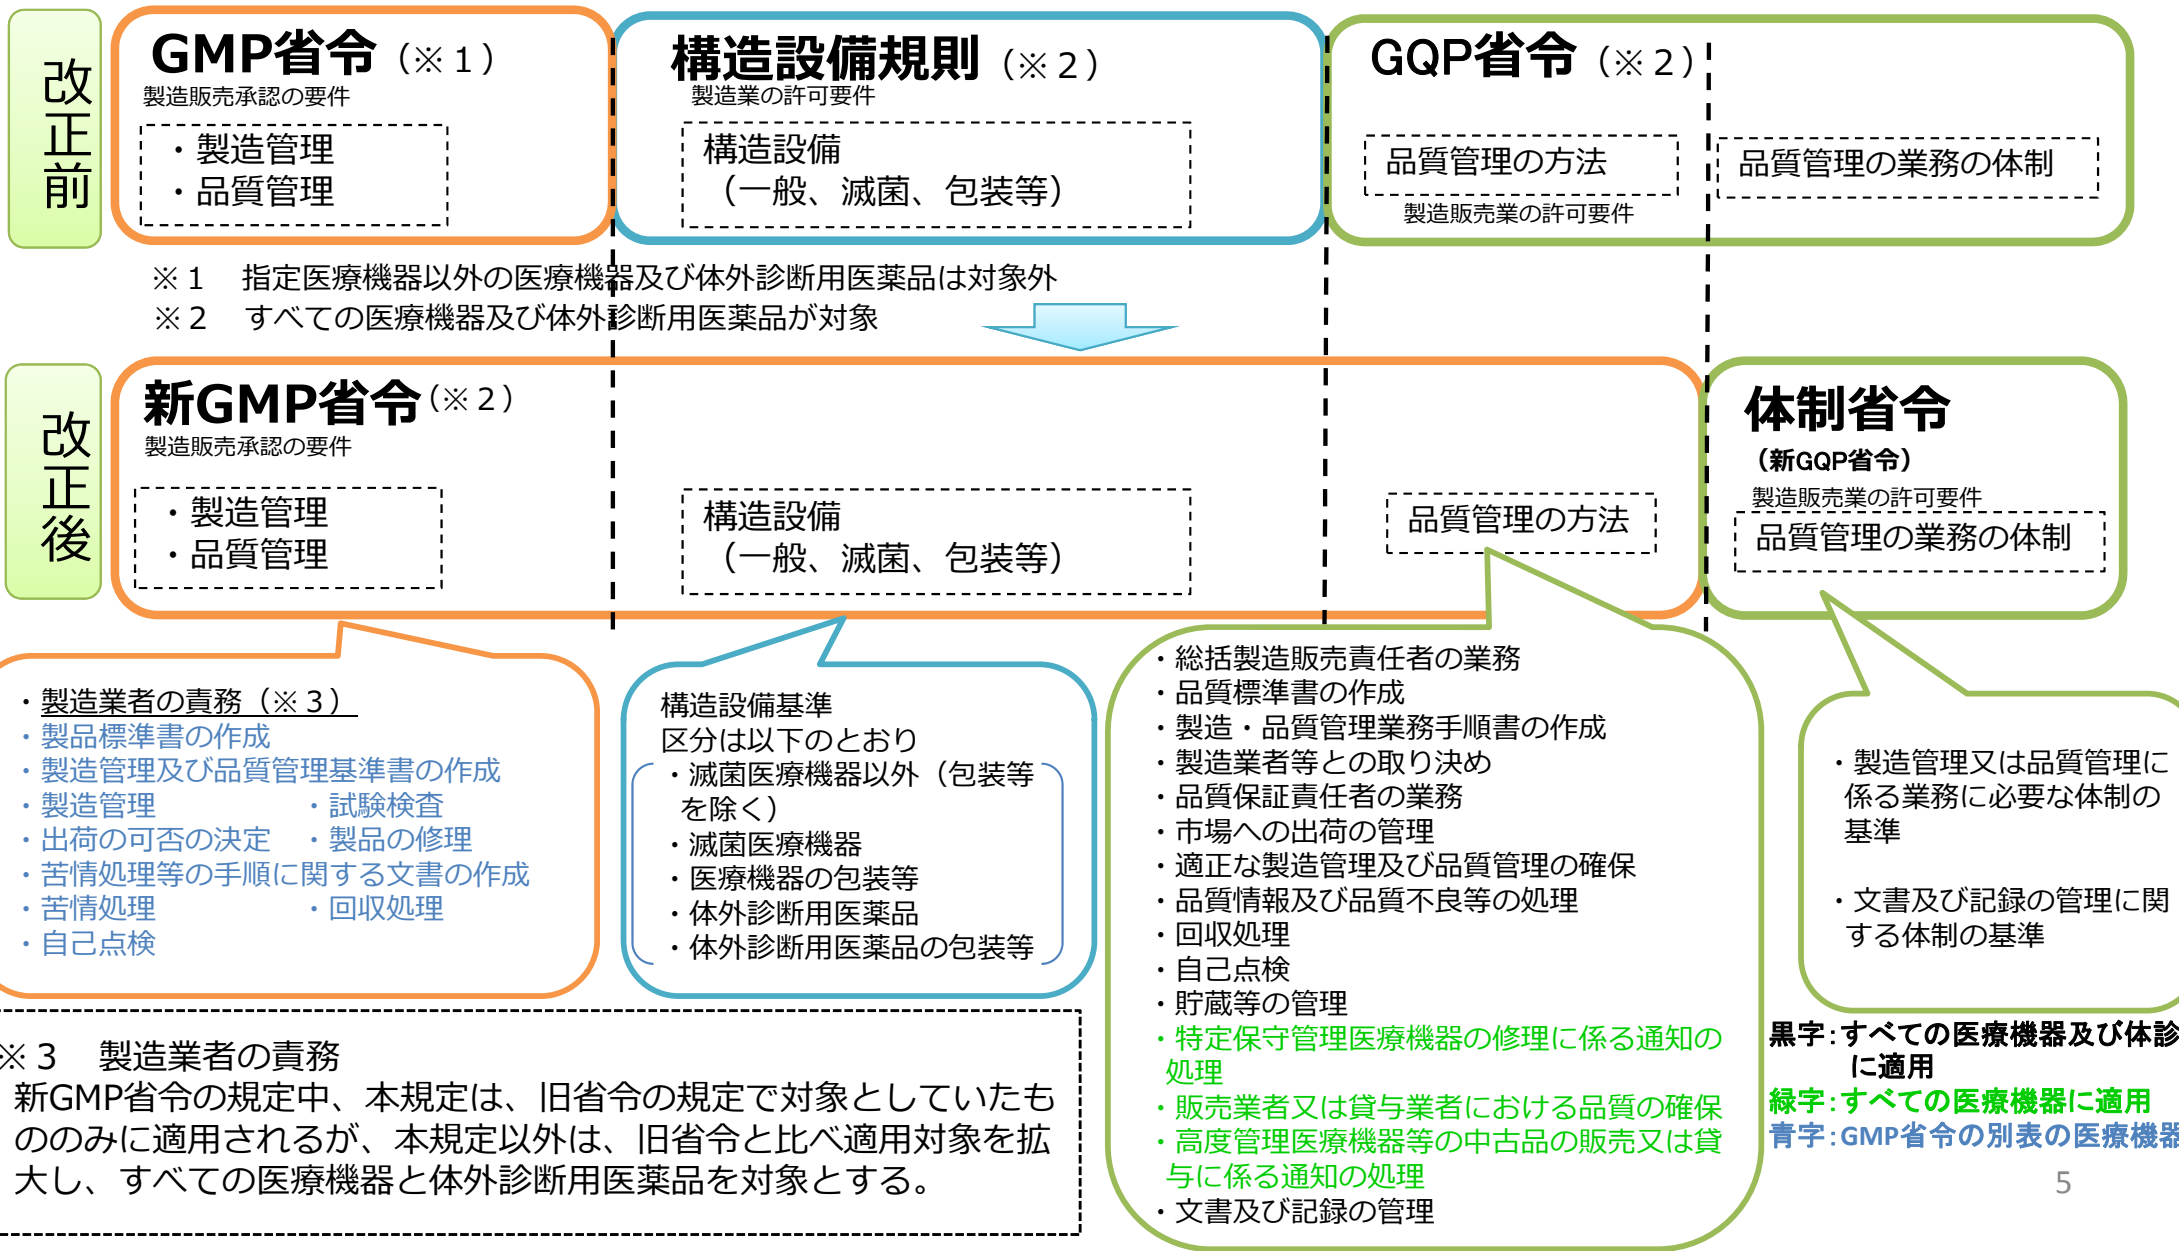 改正前
GMP省令（※１）
製造販売承認の要件
・製造管理
・品質管理
構造設備規則（※２）
製造業の許可要件
構造設備
（一般、滅菌、包装等）
GQP省令（※２）
品質管理の方法
製造販売業の許可要件
品質管理の業務の体制
※１　指定医療機器以外の医療機器及び体外診断用医薬品は対象外
※２　すべての医療機器及び体外診断用医薬品が対象
改正後
新GMP省令（※２）
製造販売承認の要件
・製造管理
・品質管理
構造設備
（一般、滅菌、包装等）
品質管理の方法
体制省令
（新GQP省令）
製造販売業の許可要件
品質管理の業務の体制
・製造業者の責務（※３）
・製品標準書の作成
・製造管理及び品質管理基準書の作成
・製造管理　・試験検査
・出荷の可否の決定　・製品の修理
・苦情処理等の手順に関する文書の作成
・苦情処理　・回収処理
・自己点検
構造設備基準
区分は以下のとおり
・滅菌医療機器以外（包装等
を除く）
・滅菌医療機器
・医療機器の包装等
・体外診断用医薬品
・体外診断用医薬品の包装等
・総括製造販売責任者の業務
・品質標準書の作成
・製造・品質管理業務手順書の作成
・製造業者等との取り決め
・品質保証責任者の業務
・市場への出荷の管理
・適正な製造管理及び品質管理の確保
・品質情報及び品質不良等の処理
・回収処理
・自己点検
・貯蔵等の管理
・特定保守管理医療機器の修理に係る通知の
処理
・販売業者又は貸与業者における品質の確保
・高度管理医療機器等の中古品の販売又は貸
与に係る通知の処理
・文書及び記録の管理
・製造管理又は品質管理に
係る業務に必要な体制の
基準
・文書及び記録の管理に関
する体制の基準
※３　製造業者の責務
新GMP省令の規定中、本規定は、旧省令の規定で対象としていたも
ののみに適用されるが、本規定以外は、旧省令と比べ適用対象を拡
大し、すべての医療機器と体外診断用医薬品を対象とする。
黒字：すべての医療機器及び体診
に適用
緑字：すべての医療機器に適用
青字：GMP省令の別表の医療機器
5